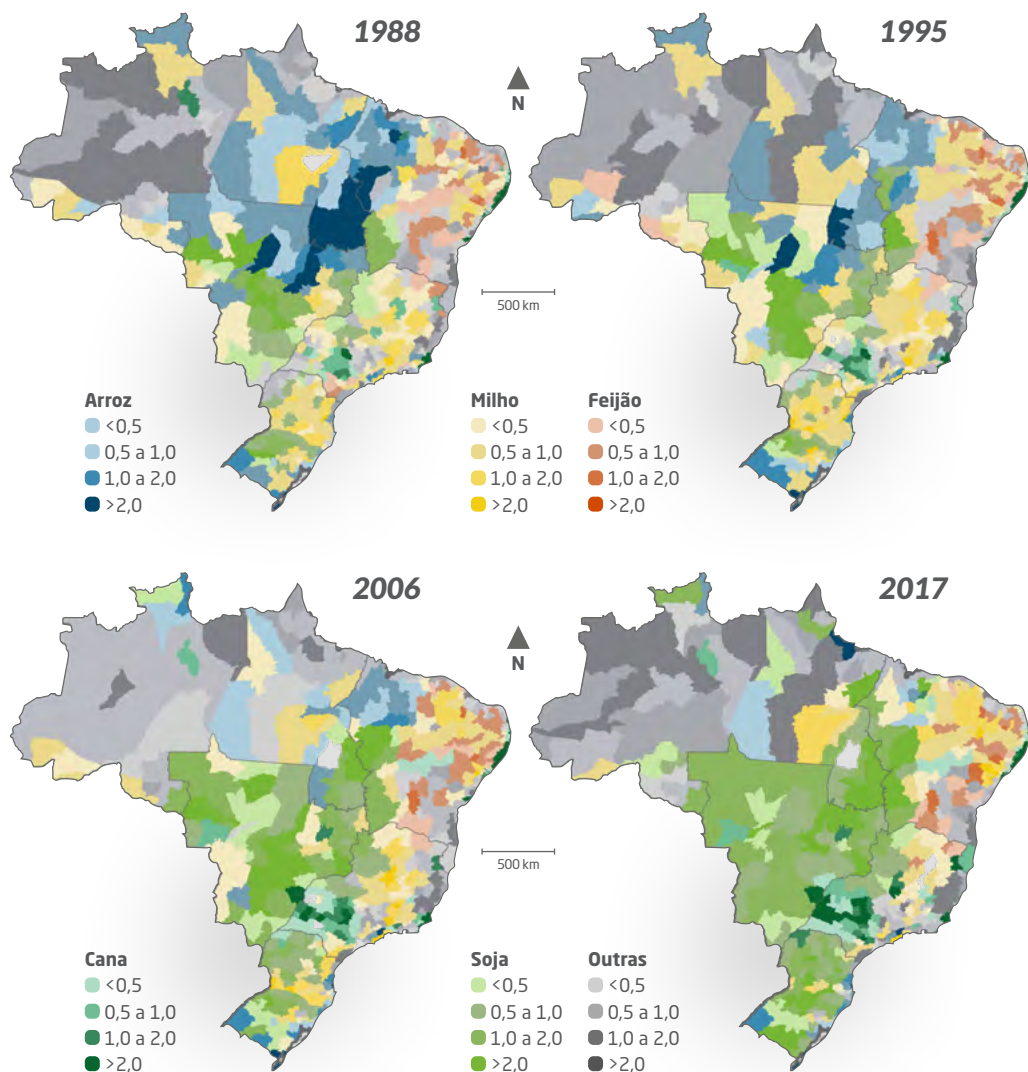 1988
1995
N
500 km
Arroz
<0,5
0,5 a 1,0
1,0 a 2,0
>2,0
Milho
<0,5
0,5 a 1,0
1,0 a 2,0
>2,0
Feijão
<0,5
0,5 a 1,0
1,0 a 2,0
>2,0
2006
2017
N
500 km
Cana
<0,5
0,5 a 1,0
1,0 a 2,0
>2,0
Soja
<0,5
0,5 a 1,0
1,0 a 2,0
>2,0
Outras
<0,5
0,5 a 1,0
1,0 a 2,0
>2,0